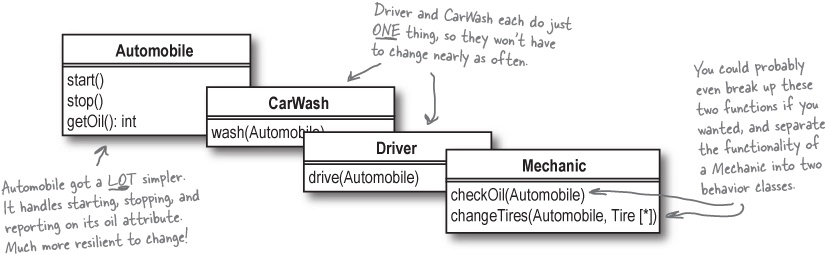 Driver and CarWash each do just
ONE thing, so they won't have
to change nearly as often.
Automobile
start()
stop()
getOil(): int
CarWash
wash(Automobile)
Driver
drive(Automobile)
Mechanic
checkOil(Automobile)
changeTires(Automobile, Tire [*])
You could probably
even break up these
two functions if you
wanted, and separate
the functionality of
a Mechanic into two
behavior classes.
Automobile got a LOT simpler.
It handles starting, stopping, and
reporting on its oil attribute.
Much more resilient to change!